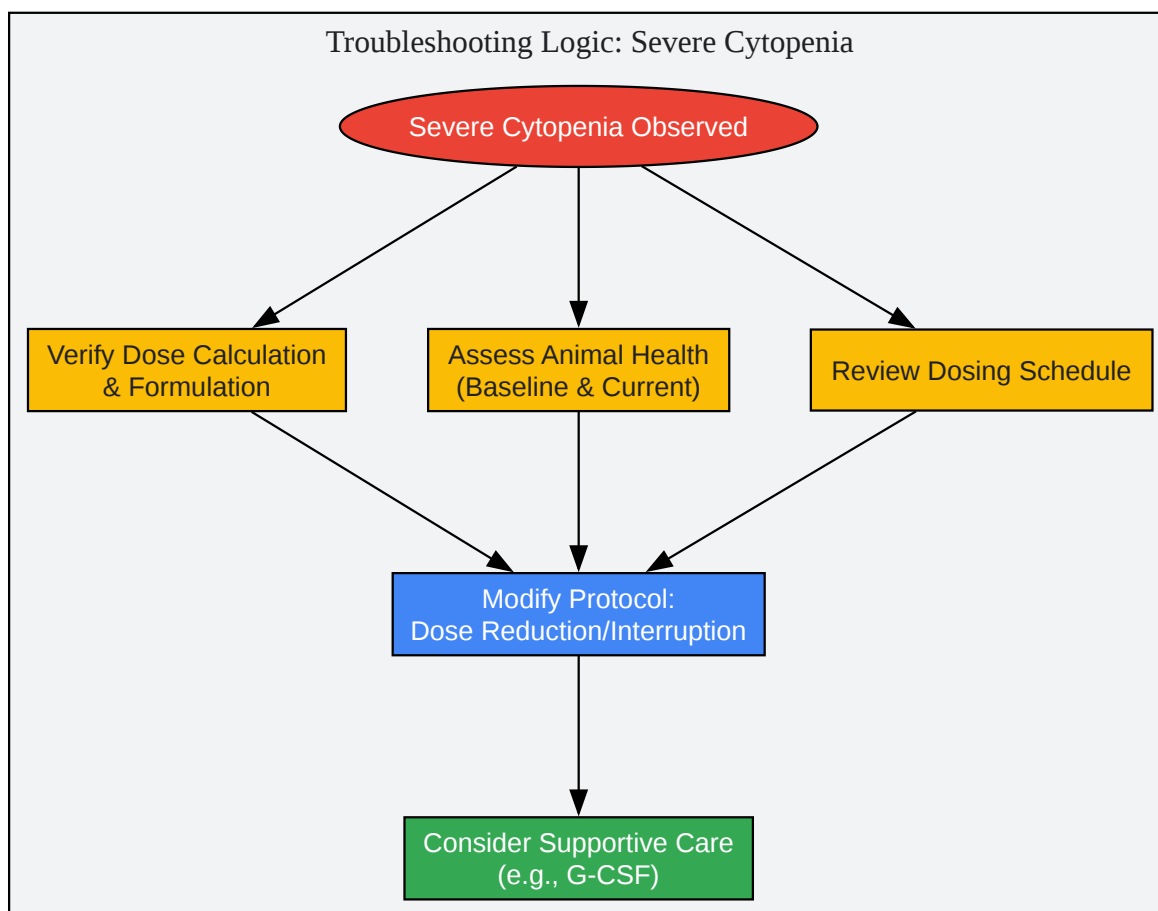 Troubleshooting Logic: Severe Cytopenia
Severe Cytopenia Observed
Verify Dose Calculation
& Formulation
Assess Animal Health
(Baseline & Current)
Review Dosing Schedule
Modify Protocol:
Dose Reduction/Interruption
Consider Supportive Care
(e.g., G-CSF)